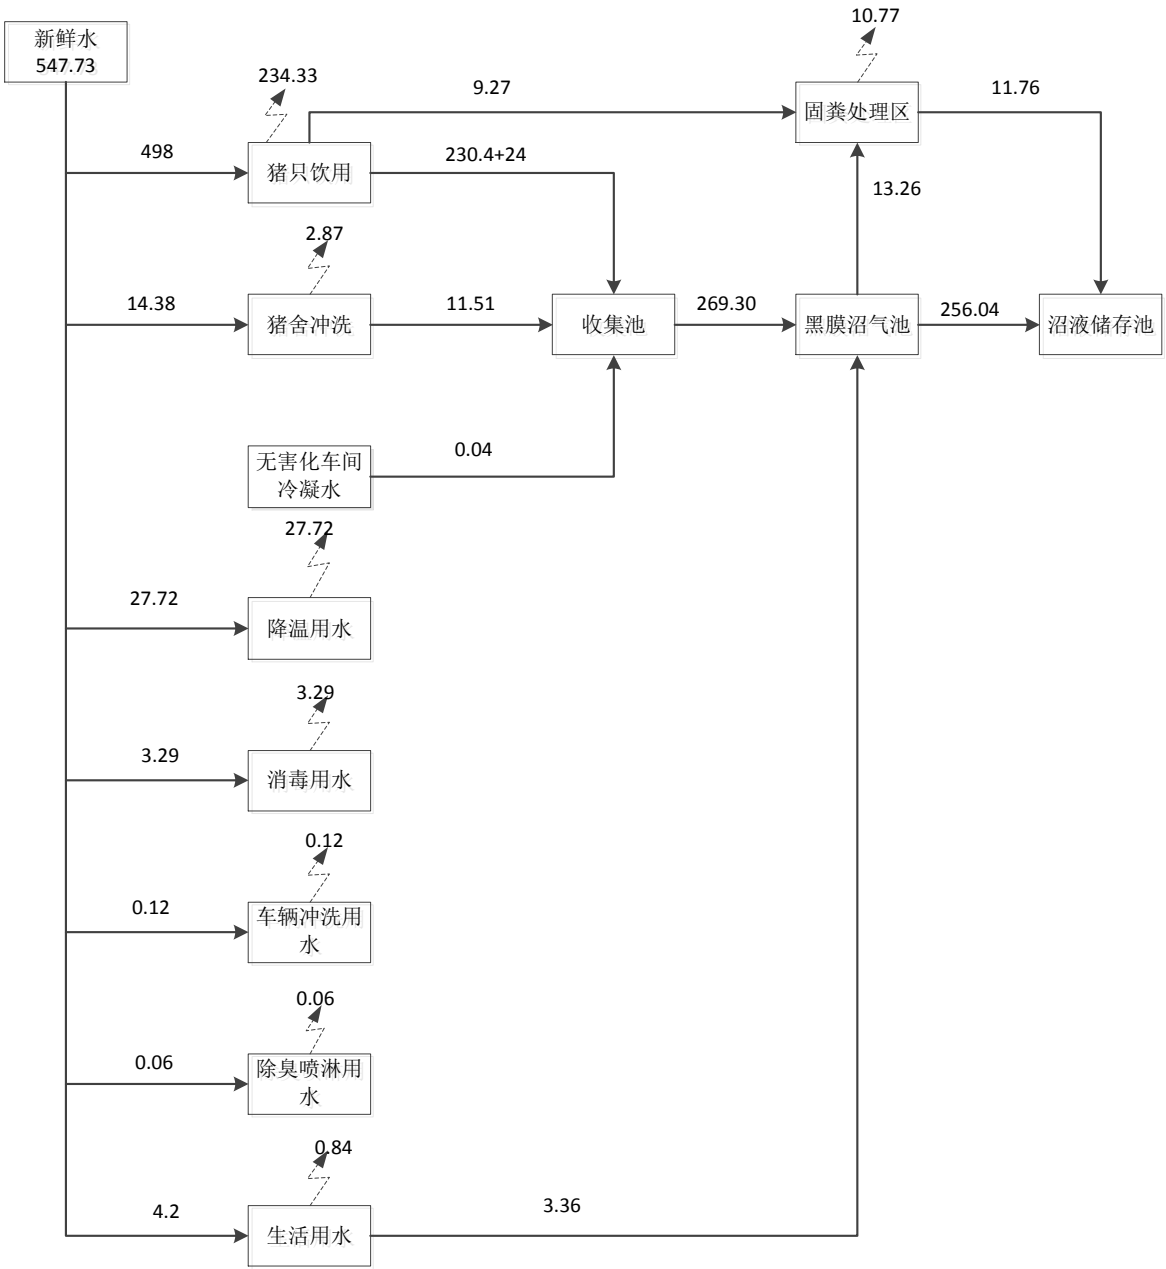 新鲜水
547.73
10.77
234.33
9.27
固粪处理区
11.76
498
猪只饮用
230.4+24
13.26
2.87
14.38
猪舍冲洗
11.51
收集池
269.30
黑膜沼气池
256.04
沼液储存池
无害化车间
冷凝水
0.04
27.72
27.72
降温用水
3.29
3.29
消毒用水
0.12
0.12
车辆冲洗用
水
0.06
0.06
除臭喷淋用
水
0.84
4.2
生活用水
3.36